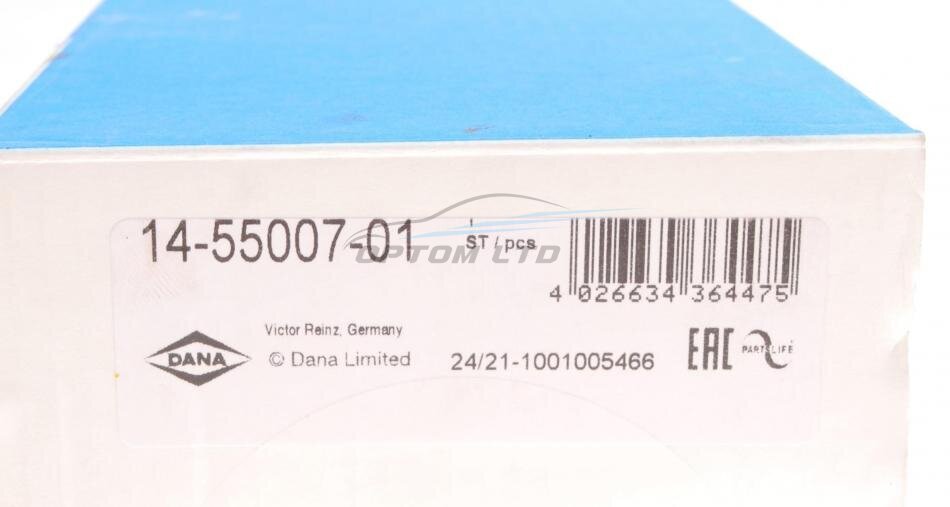 14-55007-01
1
ST / pcs
OPTOM LTD
4 026634 364475
Victor Reinz, Germany
DANA
© Dana Limited
24/21-1001005466
EAC
PARTSLIFE